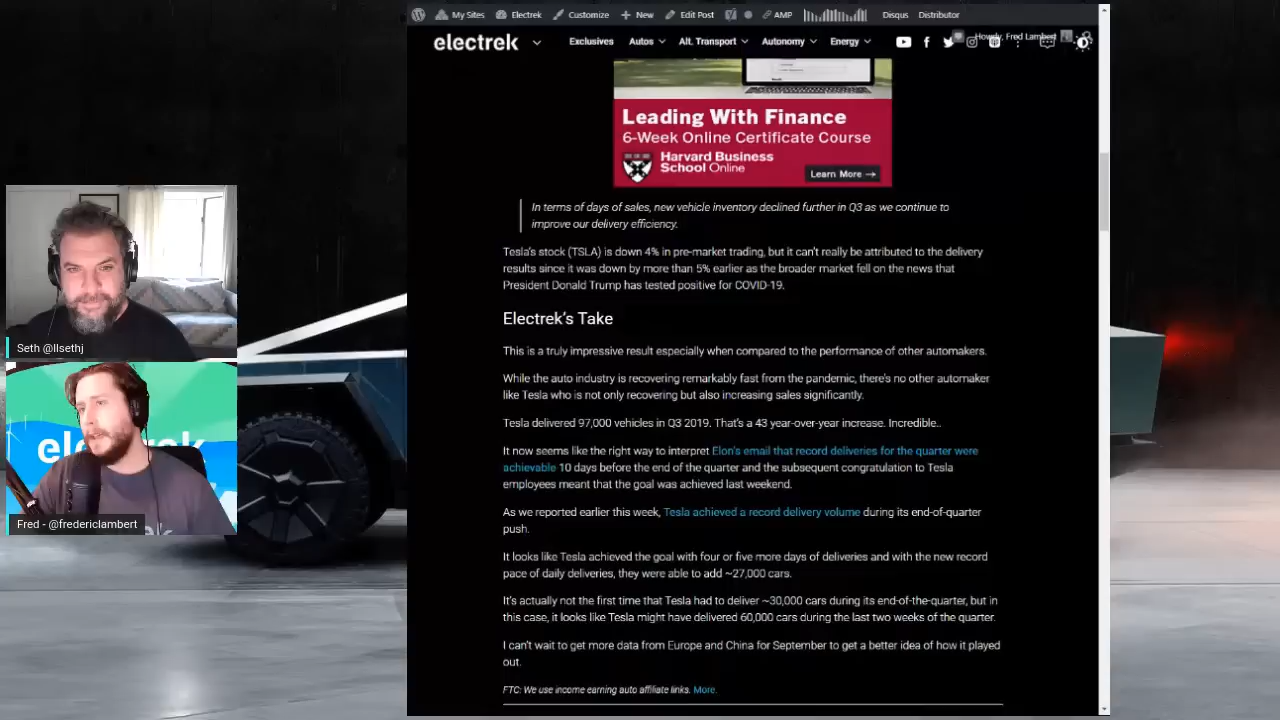 My Sites Electrek Customize New Edit Post AMP Disqus Distributor
electrek Exclusives Autos Alt. Transport Autonomy Energy Howdy, Fred Lambert
Leading With Finance
6-Week Online Certificate Course
Harvard Business
School Online
Learn More →
In terms of days of sales, new vehicle inventory declined further in Q3 as we continue to
improve our delivery efficiency.
Tesla's stock (TSLA) is down 4% in pre-market trading, but it can't really be attributed to the delivery
results since it was down by more than 5% earlier as the broader market fell on the news that
President Donald Trump has tested positive for COVID-19.
Electrek's Take
This is a truly impressive result especially when compared to the performance of other automakers.
While the auto industry is recovering remarkably fast from the pandemic, there's no other automaker
like Tesla who is not only recovering but also increasing sales significantly.
Tesla delivered 97,000 vehicles in Q3 2019. That's a 43 year-over-year increase. Incredible..
It now seems like the right way to interpret Elon's email that record deliveries for the quarter were
achievable 10 days before the end of the quarter and the subsequent congratulation to Tesla
employees meant that the goal was achieved last weekend.
As we reported earlier this week, Tesla achieved a record delivery volume during its end-of-quarter
push.
It looks like Tesla achieved the goal with four or five more days of deliveries and with the new record
pace of daily deliveries, they were able to add ~27,000 cars.
It's actually not the first time that Tesla had to deliver ~30,000 cars during its end-of-the-quarter, but in
this case, it looks like Tesla might have delivered 60,000 cars during the last two weeks of the quarter.
I can't wait to get more data from Europe and China for September to get a better idea of how it played
out.
FTC: We use income earning auto affiliate links. More.
Seth @llsethj
Fred - @fredericlambert